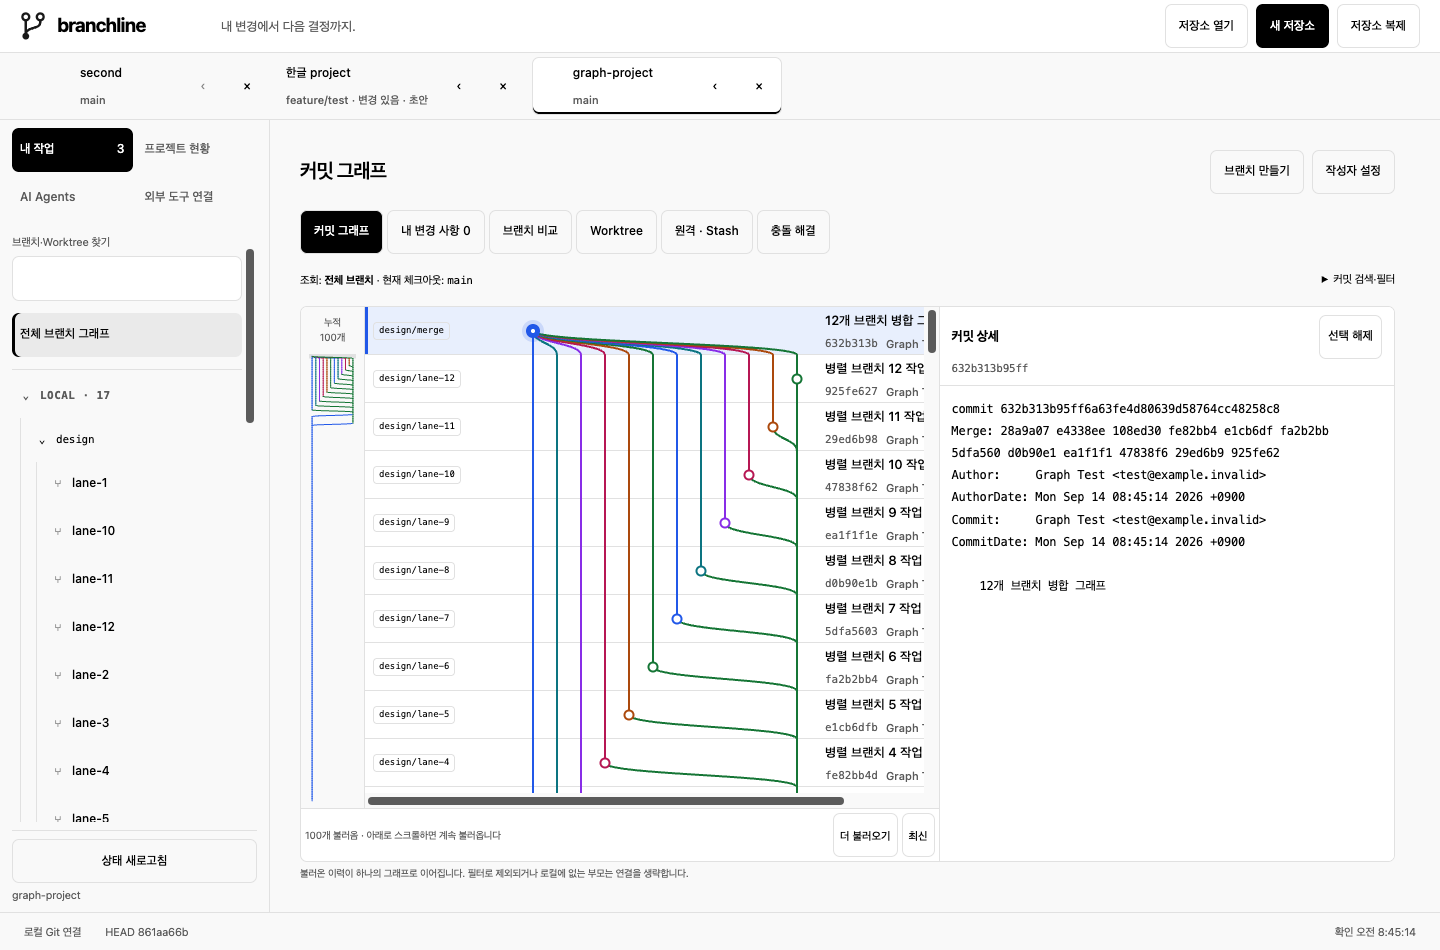 branchline
내 변경에서 다음 결정까지.
저장소 열기
새 저장소
저장소 복제
second
main
한글 project
feature/test · 변경 있음 · 초안
graph-project
main
내 작업 3
프로젝트 현황
AI Agents
외부 도구 연결
브랜치·Worktree 찾기
전체 브랜치 그래프
LOCAL · 17
design
lane-1
lane-10
lane-11
lane-12
lane-2
lane-3
lane-4
lane-5
상태 새로고침
graph-project
커밋 그래프
브랜치 만들기
작성자 설정
커밋 그래프
내 변경 사항 0
브랜치 비교
Worktree
원격 · Stash
충돌 해결
조회: 전체 브랜치 · 현재 체크아웃: main
▶ 커밋 검색·필터
누적
100개
design/merge
12개 브랜치 병합
632b313b Graph
design/lane-12
병렬 브랜치 12 작업
925fe627 Graph
design/lane-11
병렬 브랜치 11 작업
29ed6b98 Graph
design/lane-10
병렬 브랜치 10 작업
47838f62 Graph
design/lane-9
병렬 브랜치 9 작업
ea1f1f1e Graph
design/lane-8
병렬 브랜치 8 작업
d0b90e1b Graph
design/lane-7
병렬 브랜치 7 작업
5dfa5603 Graph
design/lane-6
병렬 브랜치 6 작업
fa2b2bb4 Graph
design/lane-5
병렬 브랜치 5 작업
e1cb6dfb Graph
design/lane-4
병렬 브랜치 4 작업
fe82bb4d Graph
100개 불러옴 · 아래로 스크롤하면 계속 불러옵니다
더 불러오기
최신
커밋 상세
632b313b95ff
선택 해제
commit 632b313b95ff6a63fe4d80639d58764cc48258c8
Merge: 28a9a07 e4338ee 108ed30 fe82bb4 e1cb6df fa2b2bb
5dfa560 d0b90e1 ea1f1f1 47838f6 29ed6b9 925fe62
Author: Graph Test <test@example.invalid>
AuthorDate: Mon Sep 14 08:45:14 2026 +0900
Commit: Graph Test <test@example.invalid>
CommitDate: Mon Sep 14 08:45:14 2026 +0900
12개 브랜치 병합 그래프
불러온 이력이 하나의 그래프로 이어집니다. 필터로 제외되거나 로컬에 없는 부모는 연결을 생략합니다.
로컬 Git 연결
HEAD 861aa66b
확인 오전 8:45:14